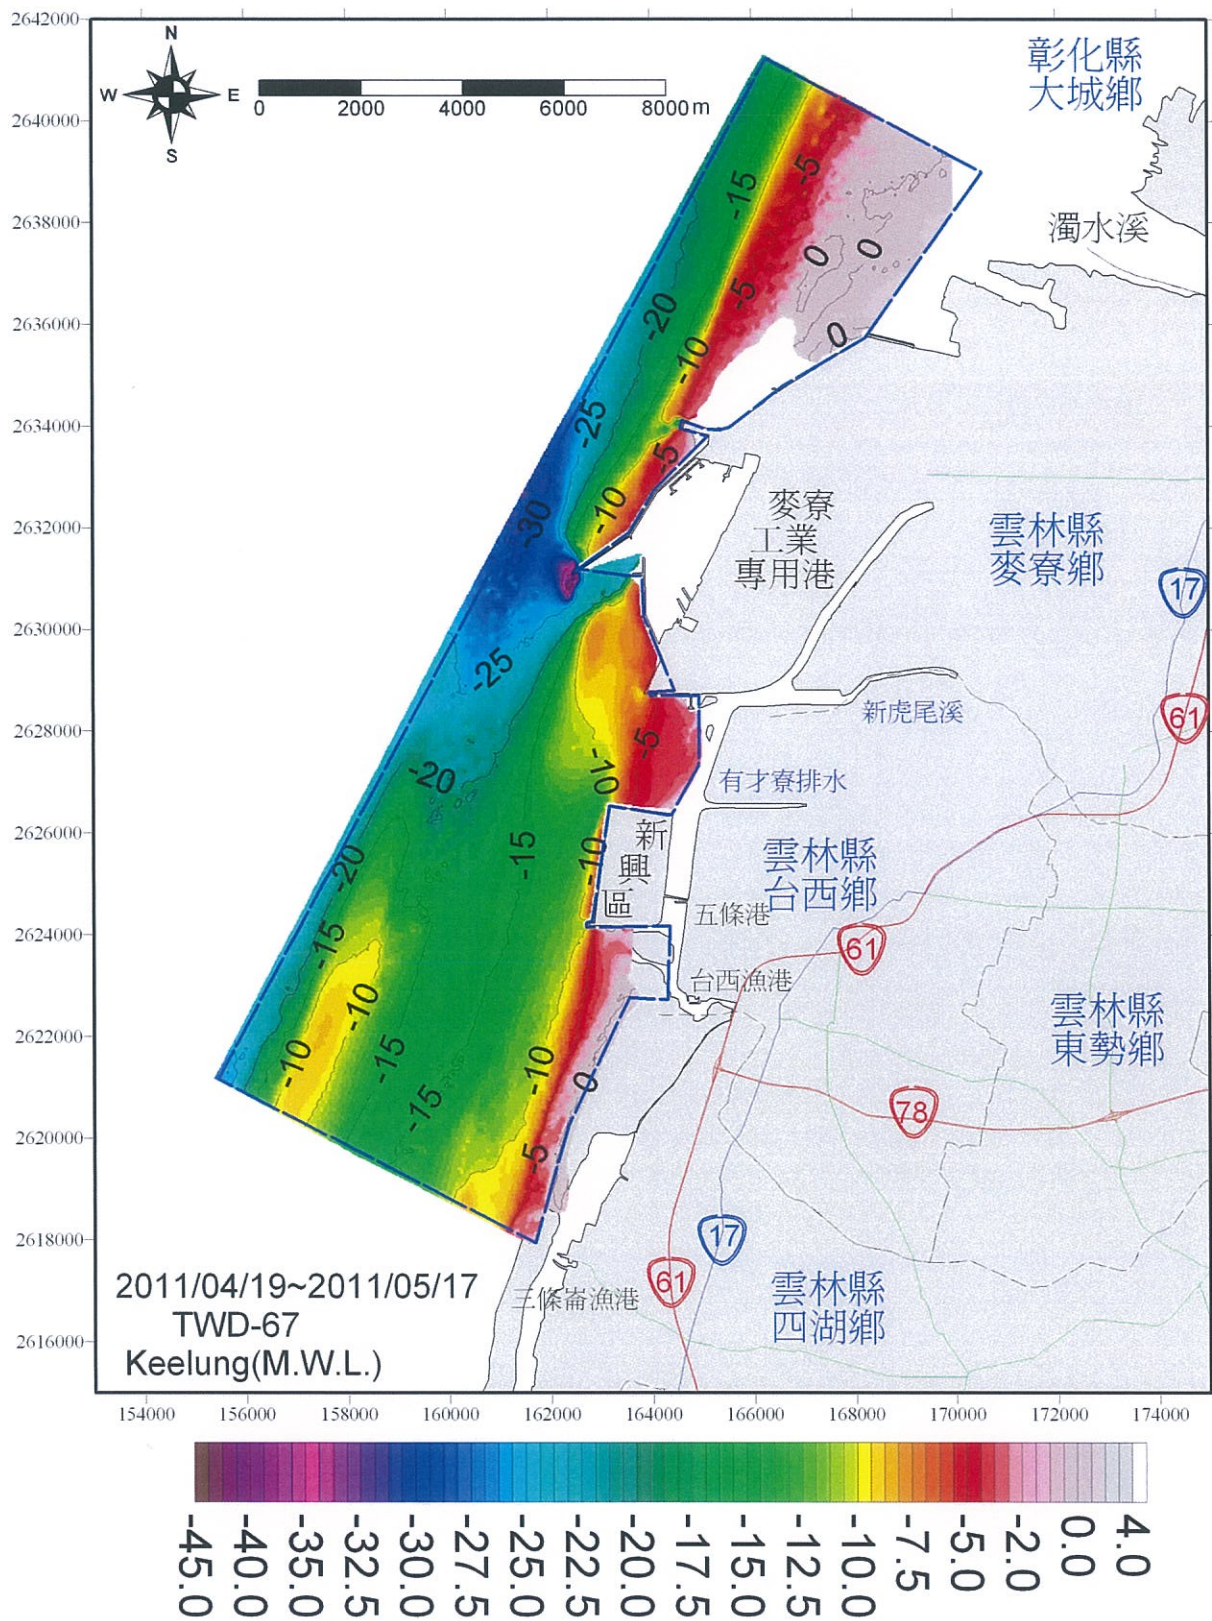 2642000
2640000
2638000
2636000
2634000
2632000
2630000
2628000
2626000
2624000
2622000
2620000
2618000
2616000
N
W
E
S
0 2000 4000 6000 8000m
彰化縣
大城鄉
濁水溪
-5
-15
0
0
-5
-20
0
-10
-25
-5
-10
-30
麥寮
工業
專用港
雲林縣
麥寮鄉
17
-25
61
新虎尾溪
-5
-20
-10
有才寮排水
新
興
區
-15
-10
-20
雲林縣
台西鄉
五條港
-15
61
台西漁港
-10
雲林縣
東勢鄉
-10
-15
-10
0
-15
78
-5
17
61
三條崙漁港
雲林縣
四湖鄉
2011/04/19~2011/05/17
TWD-67
Keelung(M.W.L.)
154000 156000 158000 160000 162000 164000 166000 168000 170000 172000 174000
-45.0
-40.0
-35.0
-32.5
-30.0
-27.5
-25.0
-22.5
-20.0
-17.5
-15.0
-12.5
-10.0
-7.5
-5.0
-2.0
0.0
4.0